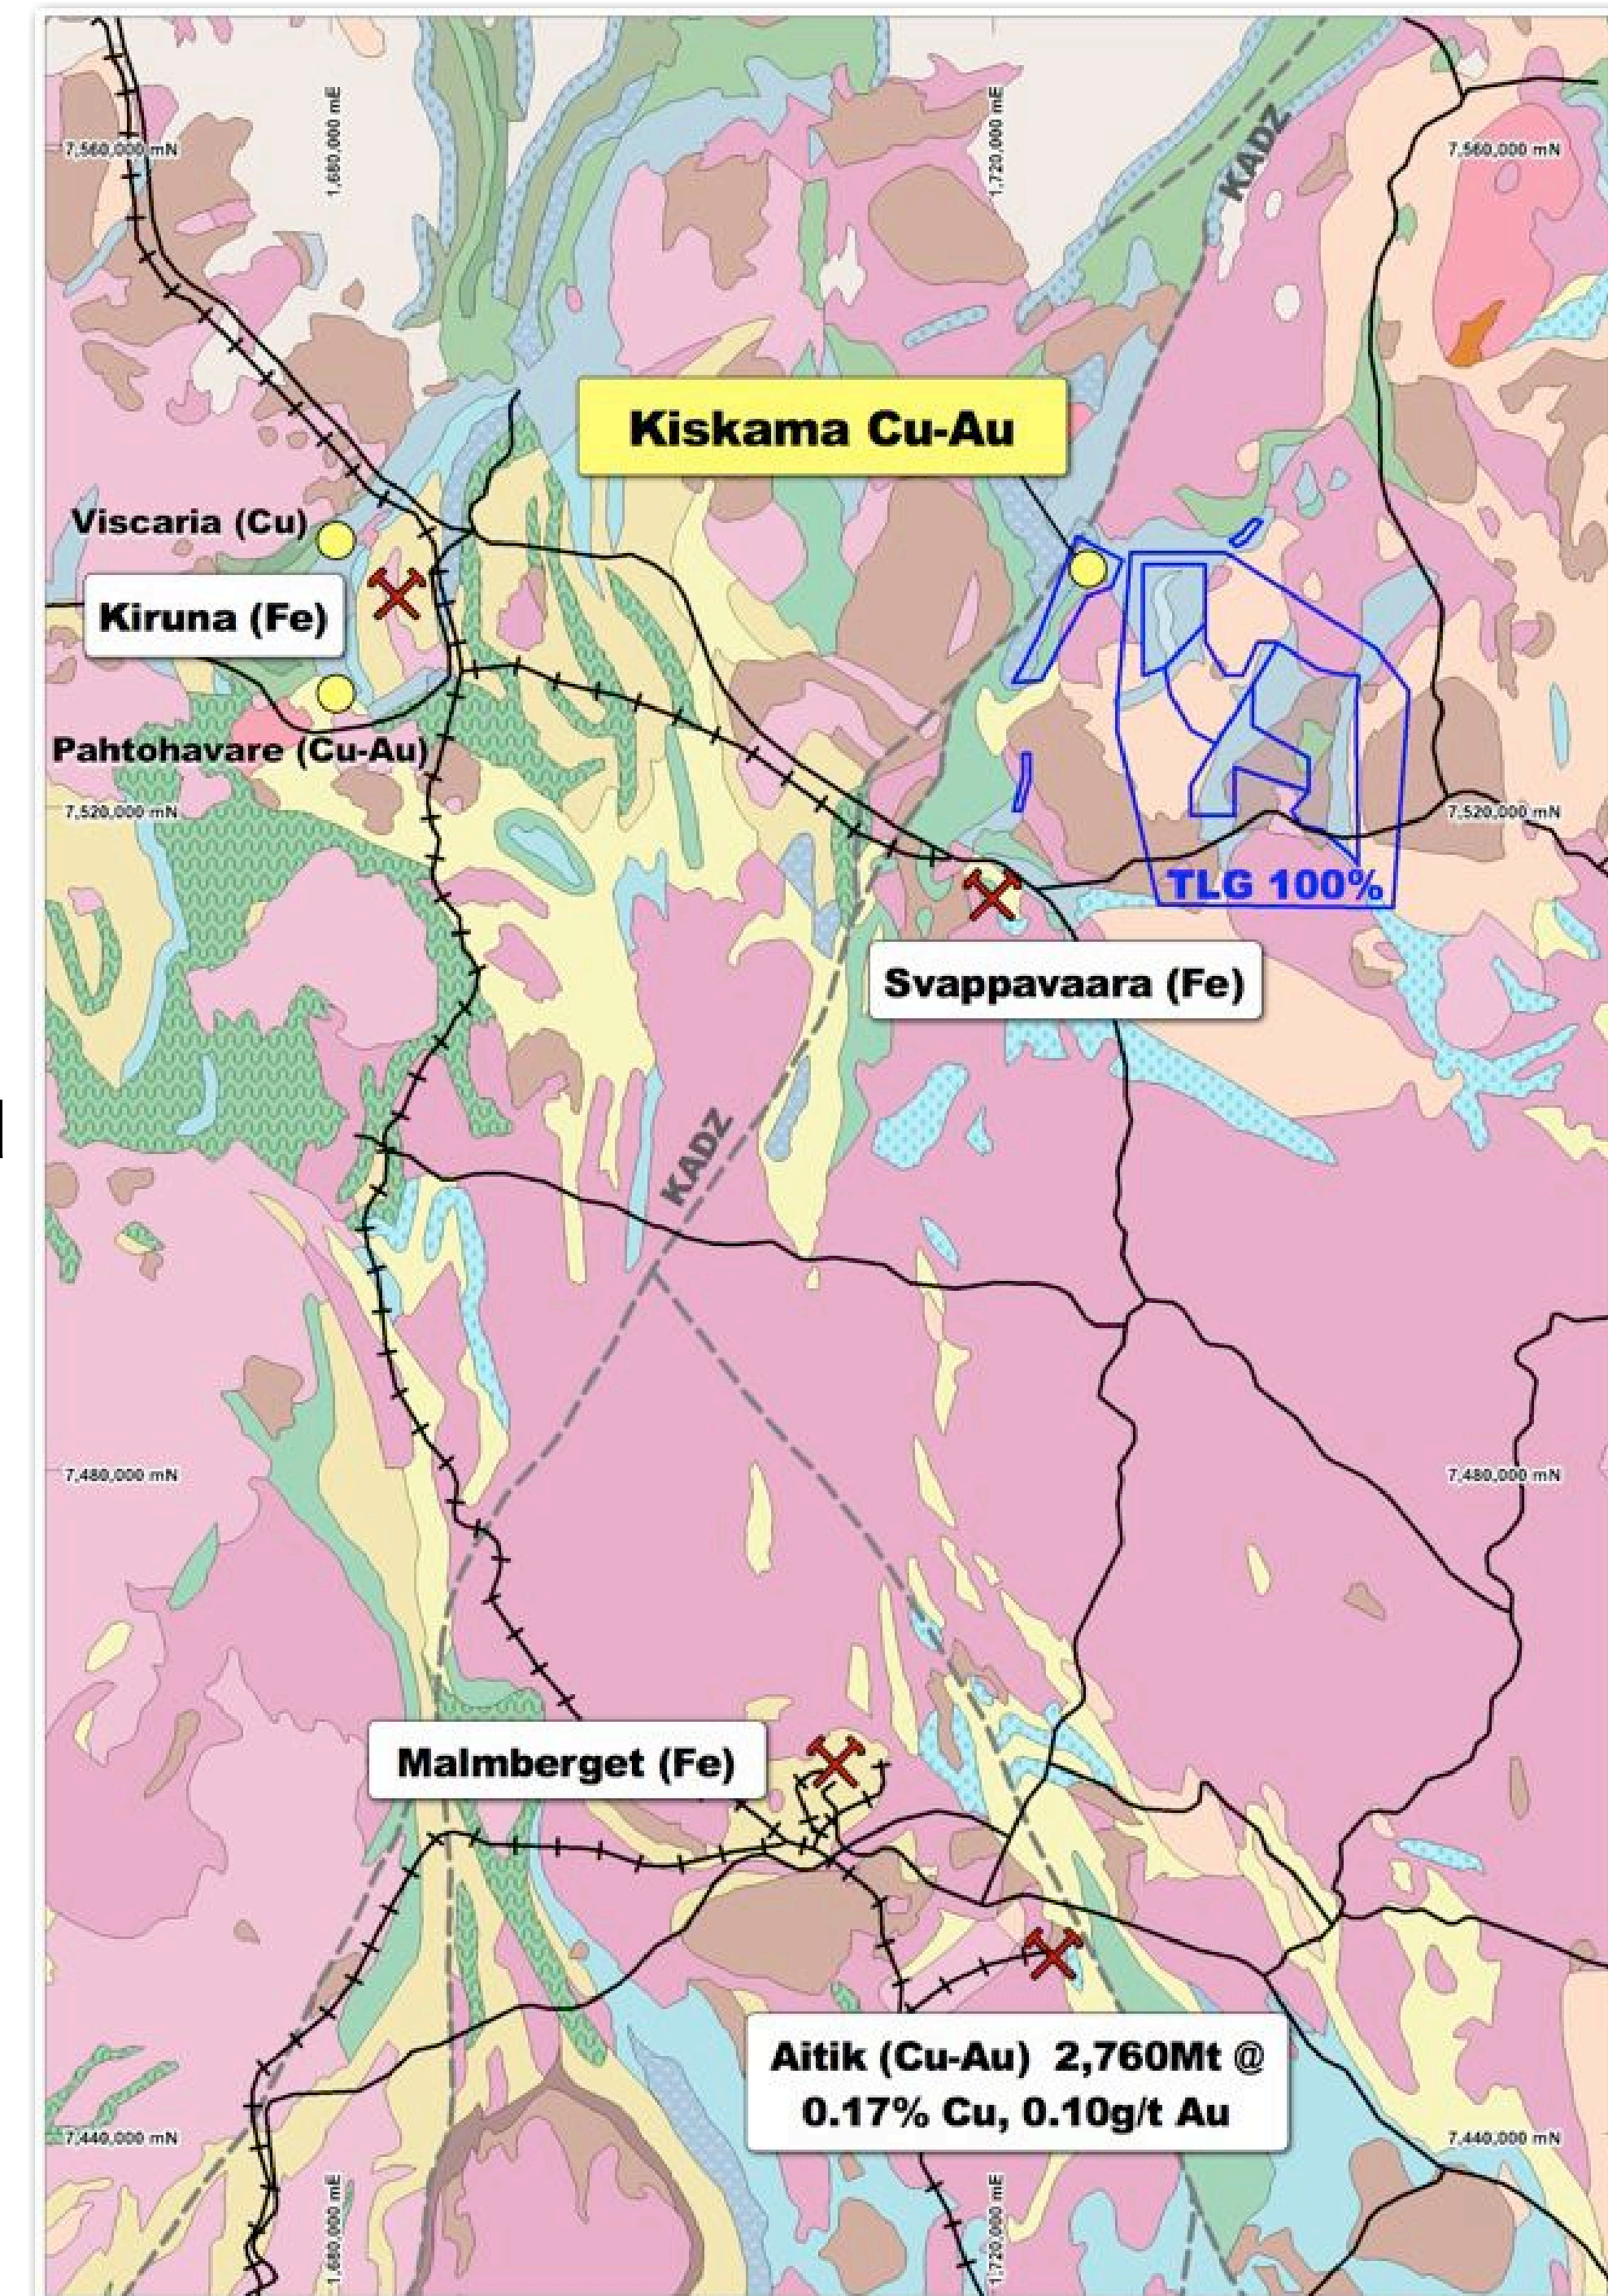 1,680,000 mE
1,720,000 mE
KADZ
7,560,000 mN
7,560,000 mN
Kiskama Cu-Au
Viscaria (Cu)
Kiruna (Fe)
Pahtohavare (Cu-Au)
7,520,000 mN
7,520,000 mN
TLG 100%
Svappavaara (Fe)
KADZ
7,480,000 mN
7,480,000 mN
Malmberget (Fe)
Aitik (Cu-Au) 2,760Mt @
0.17% Cu, 0.10g/t Au
7,440,000 mN
7,440,000 mN
1,680,000 mE
1,720,000 mE